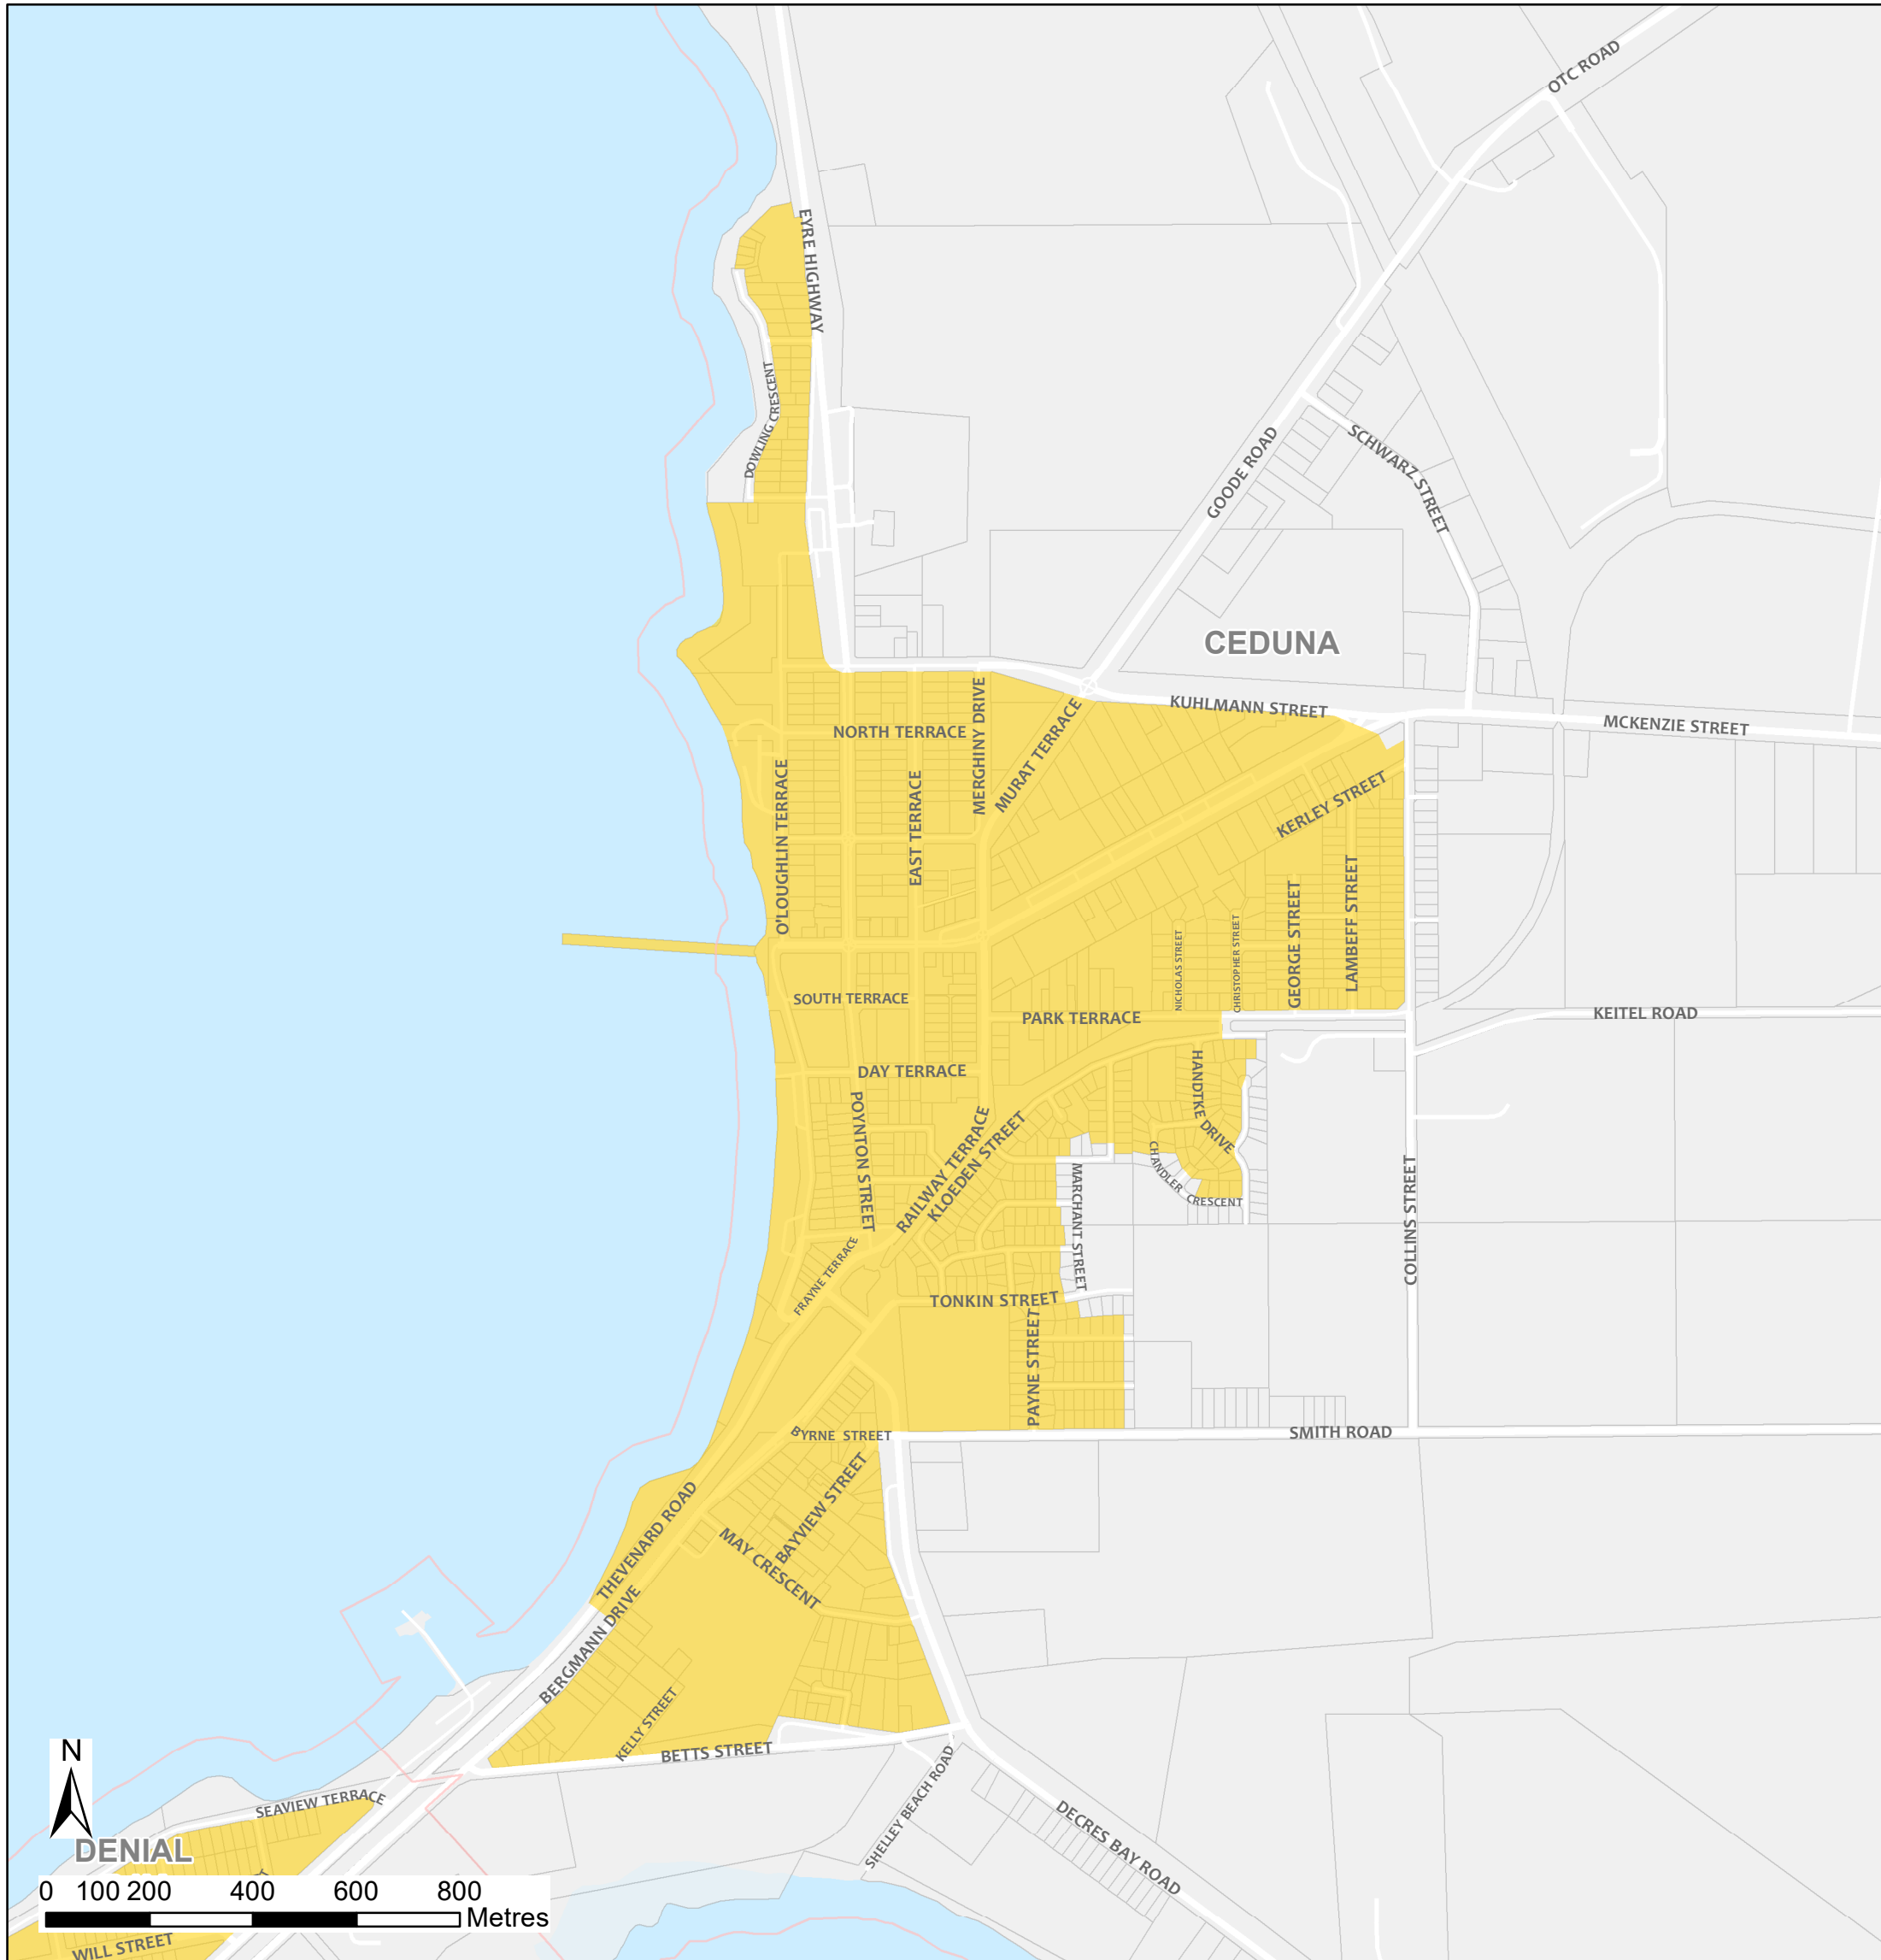 OTC ROAD
EYRE HIGHWAY
DOWLING CRESCENT
GOODE ROAD
SCHWARZ STREET
CEDUNA
KUHLMANN STREET
MCKENZIE STREET
NORTH TERRACE
MERGHINY DRIVE
MURAT TERRACE
O'LOUGHLIN TERRACE
EAST TERRACE
KERLEY STREET
LAMBEFF STREET
GEORGE STREET
CHRISTOPHER STREET
NICHOLAS STREET
SOUTH TERRACE
PARK TERRACE
KEITEL ROAD
DAY TERRACE
POYNTON STREET
RAILWAY TERRACE
KLOEDEN STREET
HANDTKE DRIVE
CHANDLER CRESCENT
MARCHANT STREET
COLLINS STREET
FRAYNE TERRACE
TONKIN STREET
PAYNE STREET
BYRNE STREET
SMITH ROAD
BAYVIEW STREET
THEVENARD ROAD
MAY CRESCENT
BERGMANN DRIVE
KELLY STREET
BETTS STREET
SHELLEY BEACH ROAD
DECRES BAY ROAD
N
SEAVIEW TERRACE
DENIAL
0 100 200 400 600 800
Metres
WILL STREET